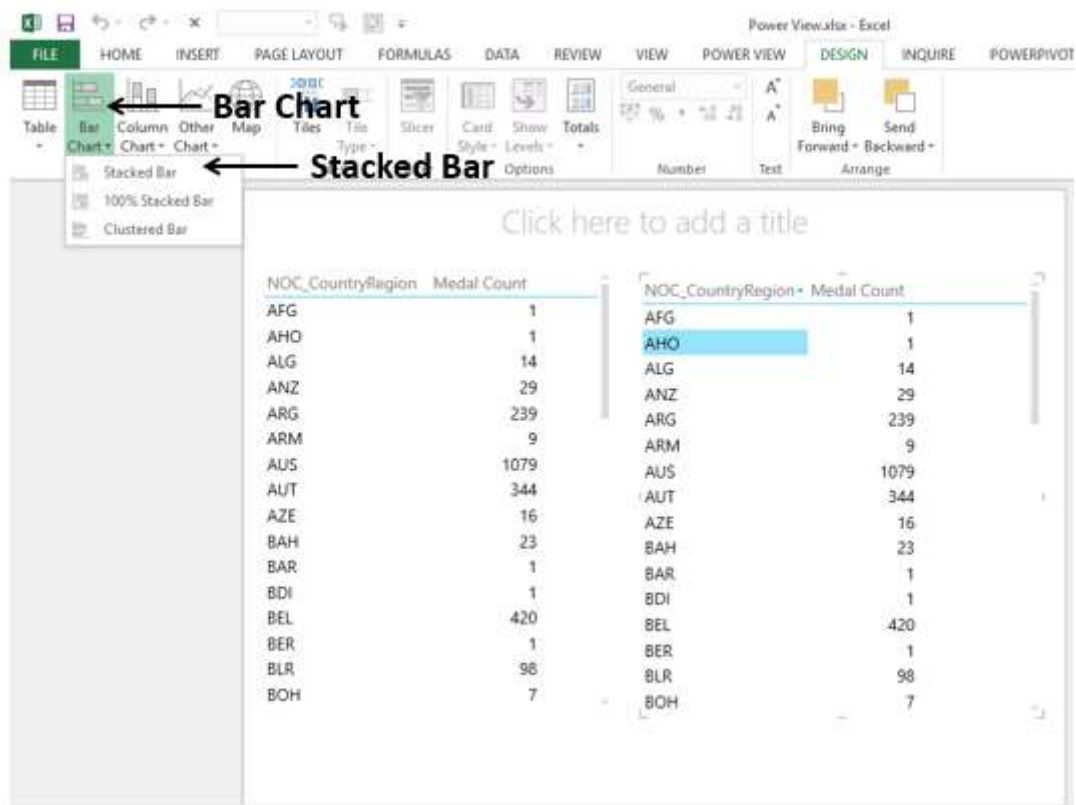 Power View.xlsx - Excel
FILE HOME INSERT PAGE LAYOUT FORMULAS DATA REVIEW VIEW POWER VIEW DESIGN INQUIRE POWERPIVOT
General
Bar Chart
Table Bar Chart Column Chart Other Chart Map Tiles Tile Type Slicer Card Style Show Levels Totals % Bring Forward Send Backward
Stacked Bar
Options Number Text Arrange
Stacked Bar
100% Stacked Bar
Clustered Bar
Click here to add a title
NOC_CountryRegion Medal Count
AFG 1
AHO 1
ALG 14
ANZ 29
ARG 239
ARM 9
AUS 1079
AUT 344
AZE 16
BAH 23
BAR 1
BDI 1
BEL 420
BER 1
BLR 98
BOH 7
NOC_CountryRegion Medal Count
AFG 1
AHO 1
ALG 14
ANZ 29
ARG 239
ARM 9
AUS 1079
AUT 344
AZE 16
BAH 23
BAR 1
BDI 1
BEL 420
BER 1
BLR 98
BOH 7